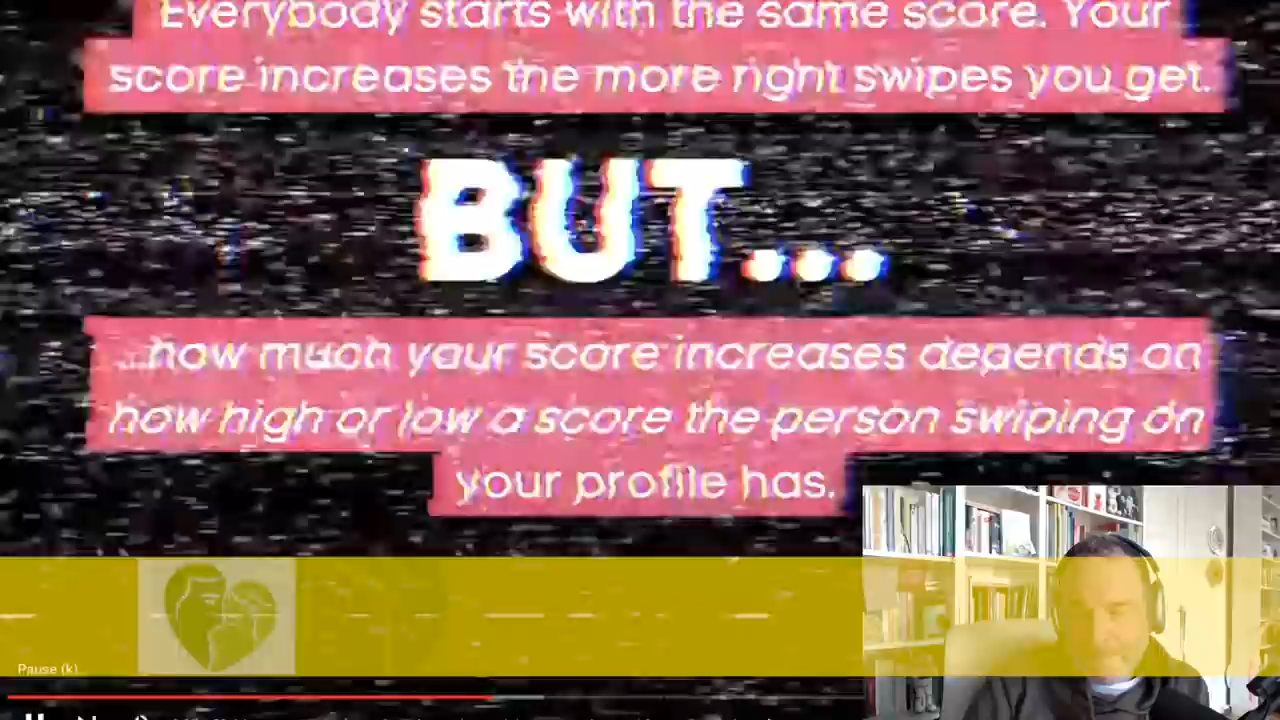 Everybody starts with the same score. Your
score increases the more right swipes you get.
BUT...
...how much your score increases depends on
how high or low a score the person swiping on
your profile has.
Pause (k)